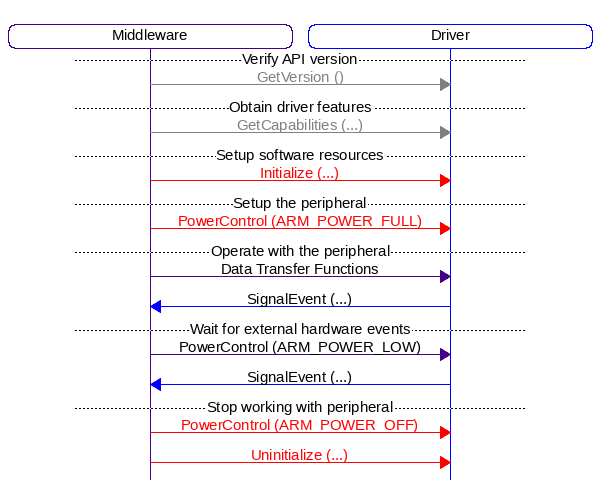 Middleware
Driver
Verify API version
GetVersion ()
Obtain driver features
GetCapabilities (...)
Setup software resources
Initialize (...)
Setup the peripheral
PowerControl (ARM_POWER_FULL)
Operate with the peripheral
Data Transfer Functions
SignalEvent (...)
Wait for external hardware events
PowerControl (ARM_POWER_LOW)
SignalEvent (...)
Stop working with peripheral
PowerControl (ARM_POWER_OFF)
Uninitialize (...)